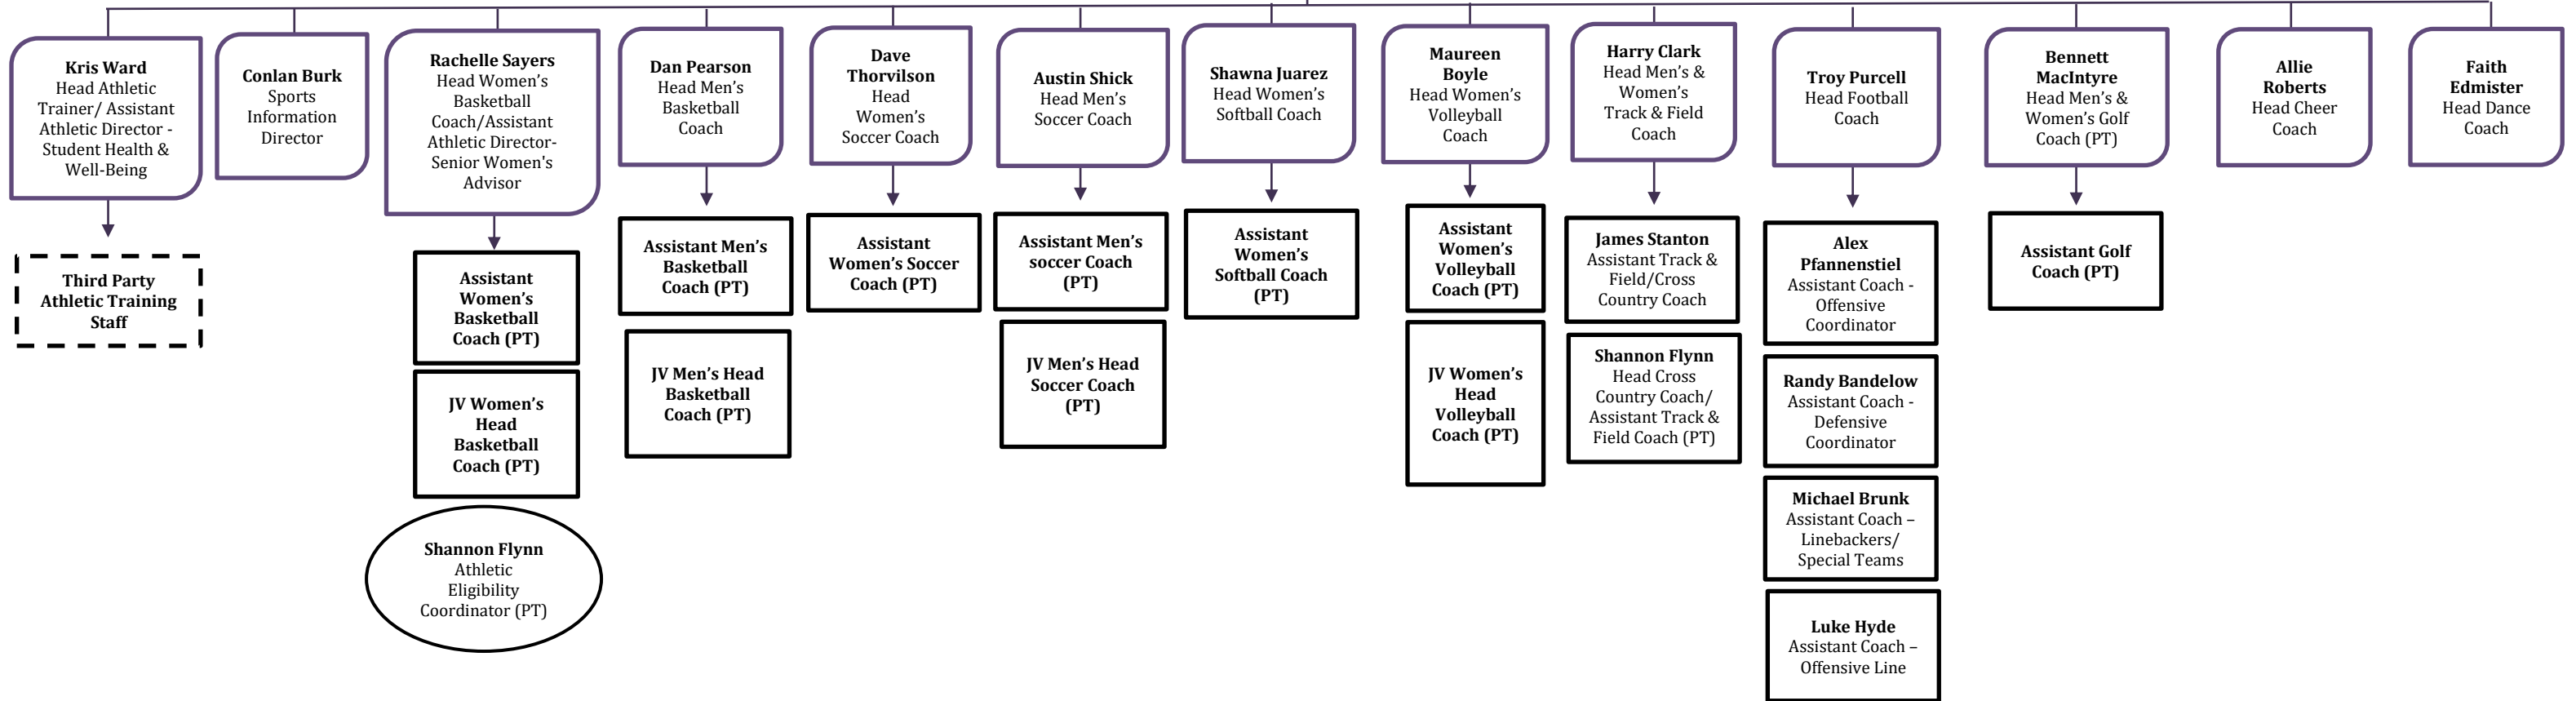 Kris Ward
Head Athletic
Trainer/ Assistant
Athletic Director -
Student Health &
Well-Being
Conlan Burk
Sports
Information
Director
Rachelle Sayers
Head Women’s
Basketball
Coach/Assistant
Athletic Director-
Senior Women's
Advisor
Dan Pearson
Head Men’s
Basketball
Coach
Dave
Thorvilson
Head
Women’s
Soccer Coach
Austin Shick
Head Men’s
Soccer Coach
Shawna Juarez
Head Women’s
Softball Coach
Maureen
Boyle
Head Women’s
Volleyball
Coach
Harry Clark
Head Men’s &
Women’s
Track & Field
Coach
Troy Purcell
Head Football
Coach
Bennett
MacIntyre
Head Men’s &
Women’s Golf
Coach (PT)
Allie
Roberts
Head Cheer
Coach
Faith
Edmister
Head Dance
Coach
Third Party
Athletic Training
Staff
Assistant
Women’s
Basketball
Coach (PT)
JV Women’s
Head
Basketball
Coach (PT)
Shannon Flynn
Athletic
Eligibility
Coordinator (PT)
Assistant Men’s
Basketball
Coach (PT)
JV Men’s Head
Basketball
Coach (PT)
Assistant
Women’s Soccer
Coach (PT)
Assistant Men’s
soccer Coach
(PT)
JV Men’s Head
Soccer Coach
(PT)
Assistant
Women’s
Softball Coach
(PT)
Assistant
Women’s
Volleyball
Coach (PT)
JV Women’s
Head
Volleyball
Coach (PT)
James Stanton
Assistant Track &
Field/Cross
Country Coach
Shannon Flynn
Head Cross
Country Coach/
Assistant Track &
Field Coach (PT)
Alex
Pfannenstiel
Assistant Coach -
Offensive
Coordinator
Randy Bandelow
Assistant Coach -
Defensive
Coordinator
Michael Brunk
Assistant Coach –
Linebackers/
Special Teams
Luke Hyde
Assistant Coach –
Offensive Line
Assistant Golf
Coach (PT)